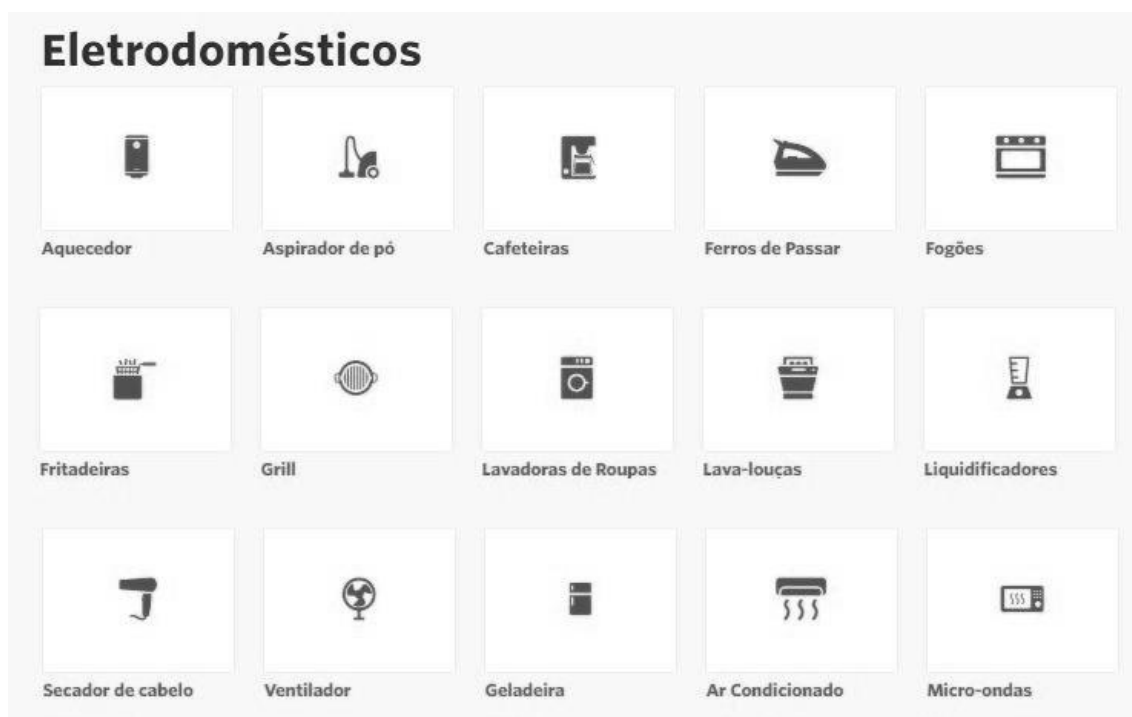 Eletrodomésticos
Aquecedor
Aspirador de pó
Cafeteiras
Ferros de Passar
Fogões
Fritadeiras
Grill
Lavadoras de Roupas
Lava-louças
Liquidificadores
Secador de cabelo
Ventilador
Geladeira
Ar Condicionado
Micro-ondas